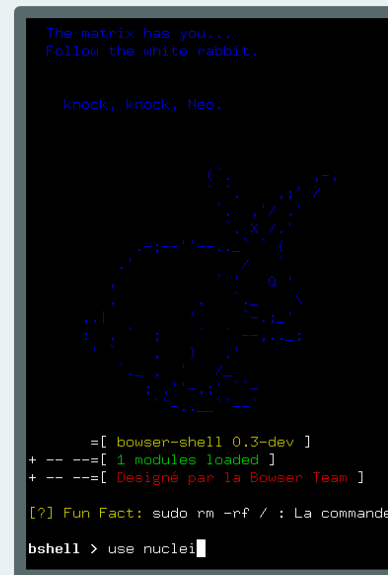 The matrix has you...
Follow the white rabbit.
knock, knock, Neo.
=[ bowser-shell 0.3-dev ]
+ -- --=[ 1 modules loaded ]
+ -- --=[ Designé par la Bowser Team ]
[?] Fun Fact: sudo rm -rf / : La commande
bshell > use nuclei